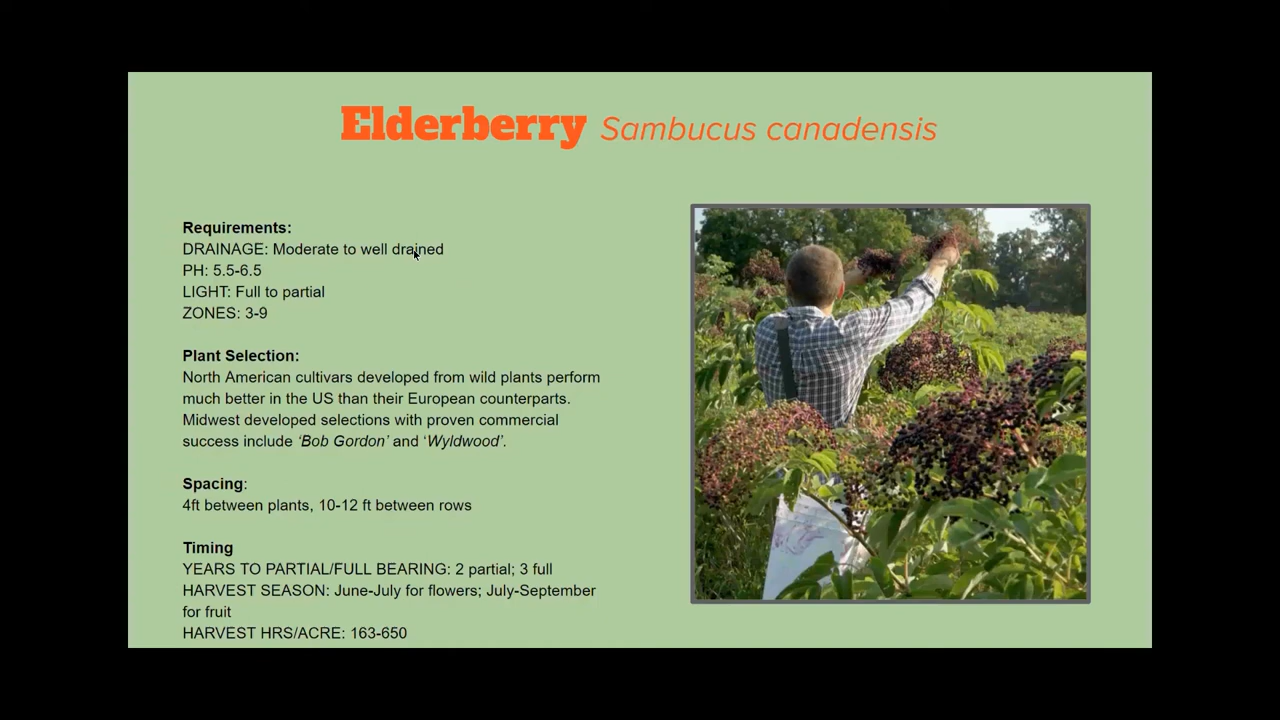 Elderberry Sambucus canadensis
Requirements:
DRAINAGE: Moderate to well drained
PH: 5.5-6.5
LIGHT: Full to partial
ZONES: 3-9
Plant Selection:
North American cultivars developed from wild plants perform
much better in the US than their European counterparts.
Midwest developed selections with proven commercial
success include ‘Bob Gordon’ and ‘Wyldwood’.
Spacing:
4ft between plants, 10-12 ft between rows
Timing
YEARS TO PARTIAL/FULL BEARING: 2 partial; 3 full
HARVEST SEASON: June-July for flowers; July-September
for fruit
HARVEST HRS/ACRE: 163-650